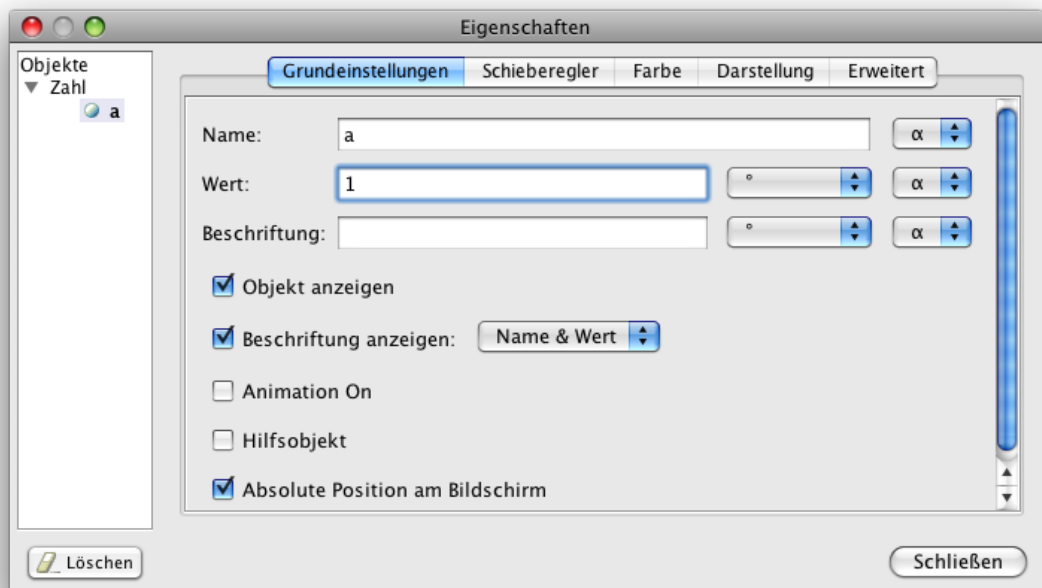 Eigenschaften
Objekte
Zahl
a
Grundeinstellungen Schieberegler Farbe Darstellung Erweitert
Name: a α
Wert: 1 ° α
Beschriftung: ° α
Objekt anzeigen
Beschriftung anzeigen: Name & Wert
Animation On
Hilfsobjekt
Absolute Position am Bildschirm
Löschen
Schließen